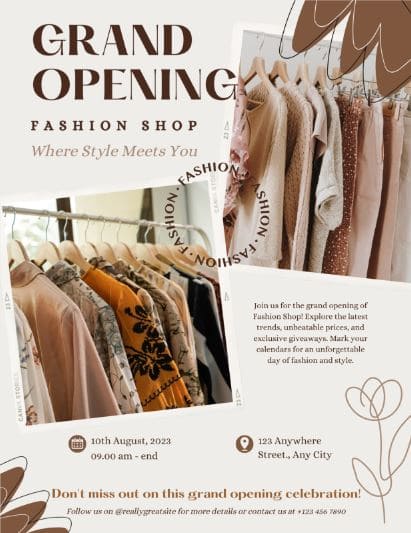 GRAND
OPENING
FASHION SHOP
Where Style Meets You
FASHION · FASHION · FASHION · FASHION ·
Join us for the grand opening of
Fashion Shop! Explore the latest
trends, unbeatable prices, and
exclusive giveaways. Mark your
calendars for an unforgettable
day of fashion and style.
10th August, 2023
09.00 am - end
123 Anywhere
Street., Any City
Don't miss out on this grand opening celebration!
Follow us on @reallygreatsite for more details or contact us at +123 456 7890